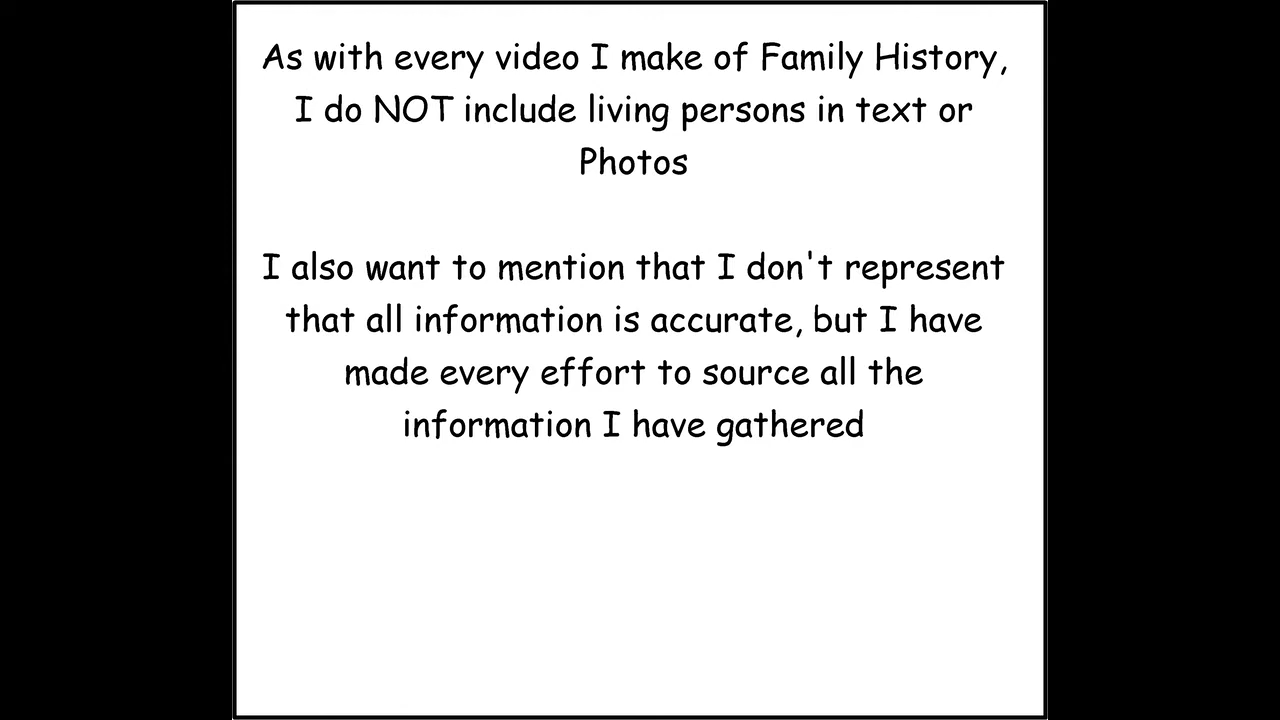 As with every video I make of Family History,
I do NOT include living persons in text or
Photos
I also want to mention that I don't represent
that all information is accurate, but I have
made every effort to source all the
information I have gathered